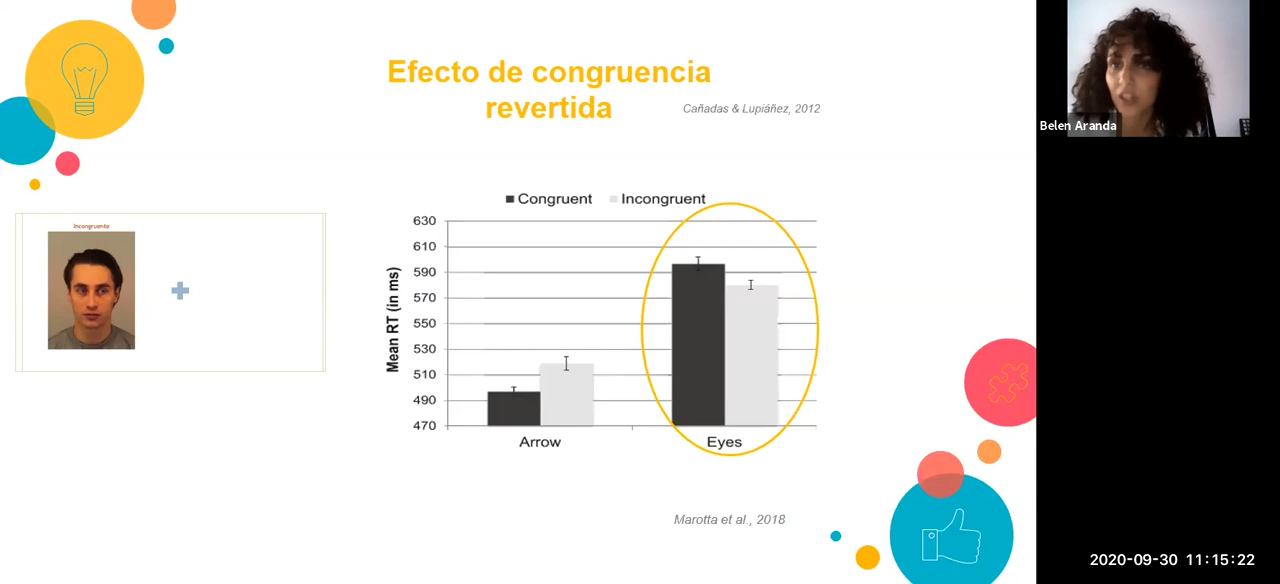 Efecto de congruencia
revertida
Cañadas & Lupiáñez, 2012
Belen Aranda
Incongruente
Congruent
Incongruent
Mean RT (in ms)
630
610
590
570
550
530
510
490
470
Arrow
Eyes
Marotta et al., 2018
2020-09-30 11:15:22